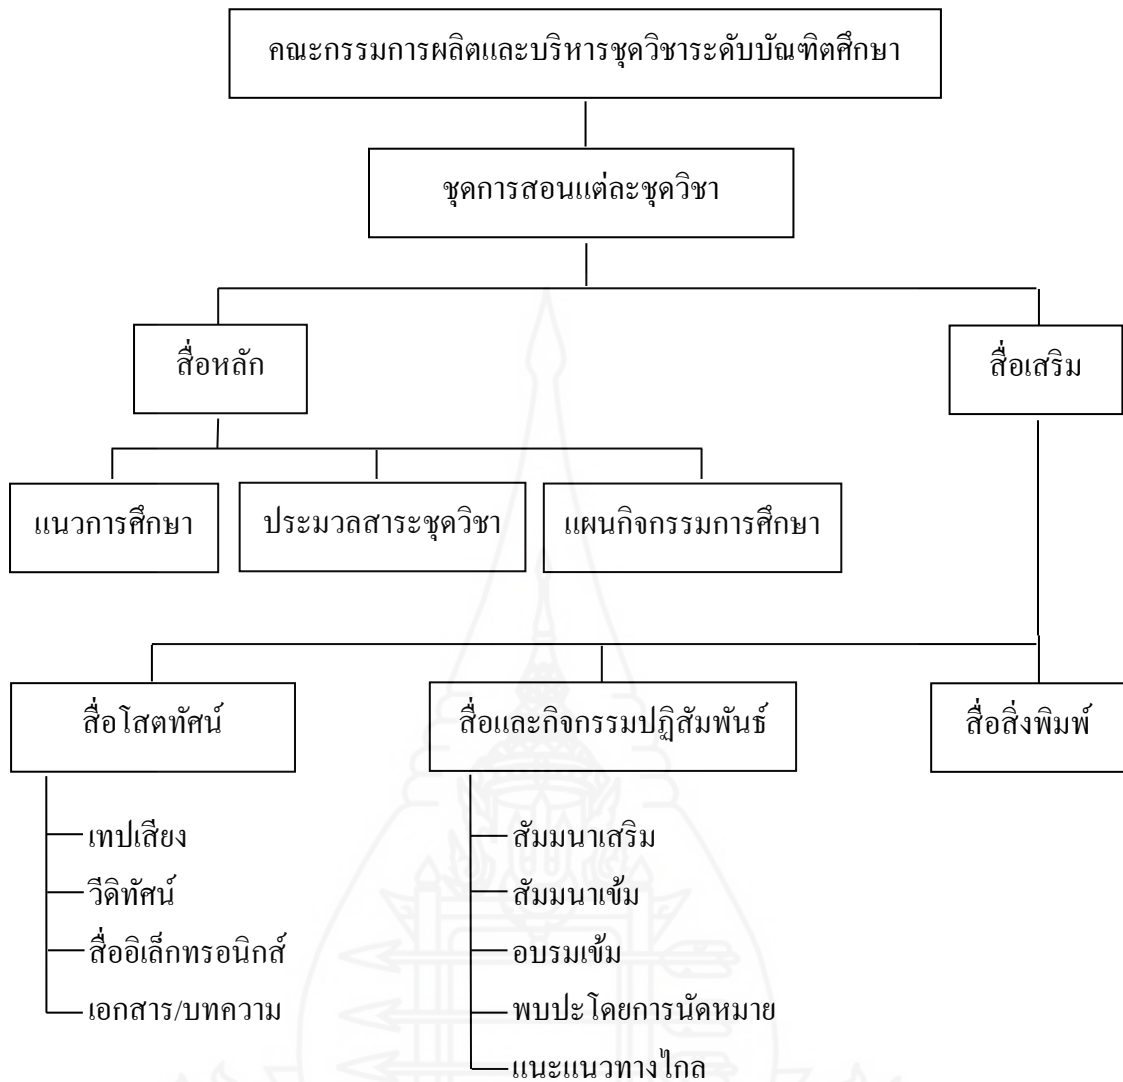 คณะกรรมการผลิตและบริหารชุดวิชาระดับบัณฑิตศึกษา
ชุดการสอนแต่ละชุดวิชา
สื่อหลัก
สื่อเสริม
แนวการศึกษา
ประมวลสาระชุดวิชา
แผนกิจกรรมการศึกษา
สื่อโสตทัศน์
สื่อและกิจกรรมปฏิสัมพันธ์
สื่อสิ่งพิมพ์
เทปเสียง
วีดิทัศน์
สื่ออิเล็กทรอนิกส์
เอกสาร/บทความ
สัมมนาเสริม
สัมมนาเข้ม
อบรมเข้ม
พบปะโดยการนัดหมาย
แนะแนวทางไกล